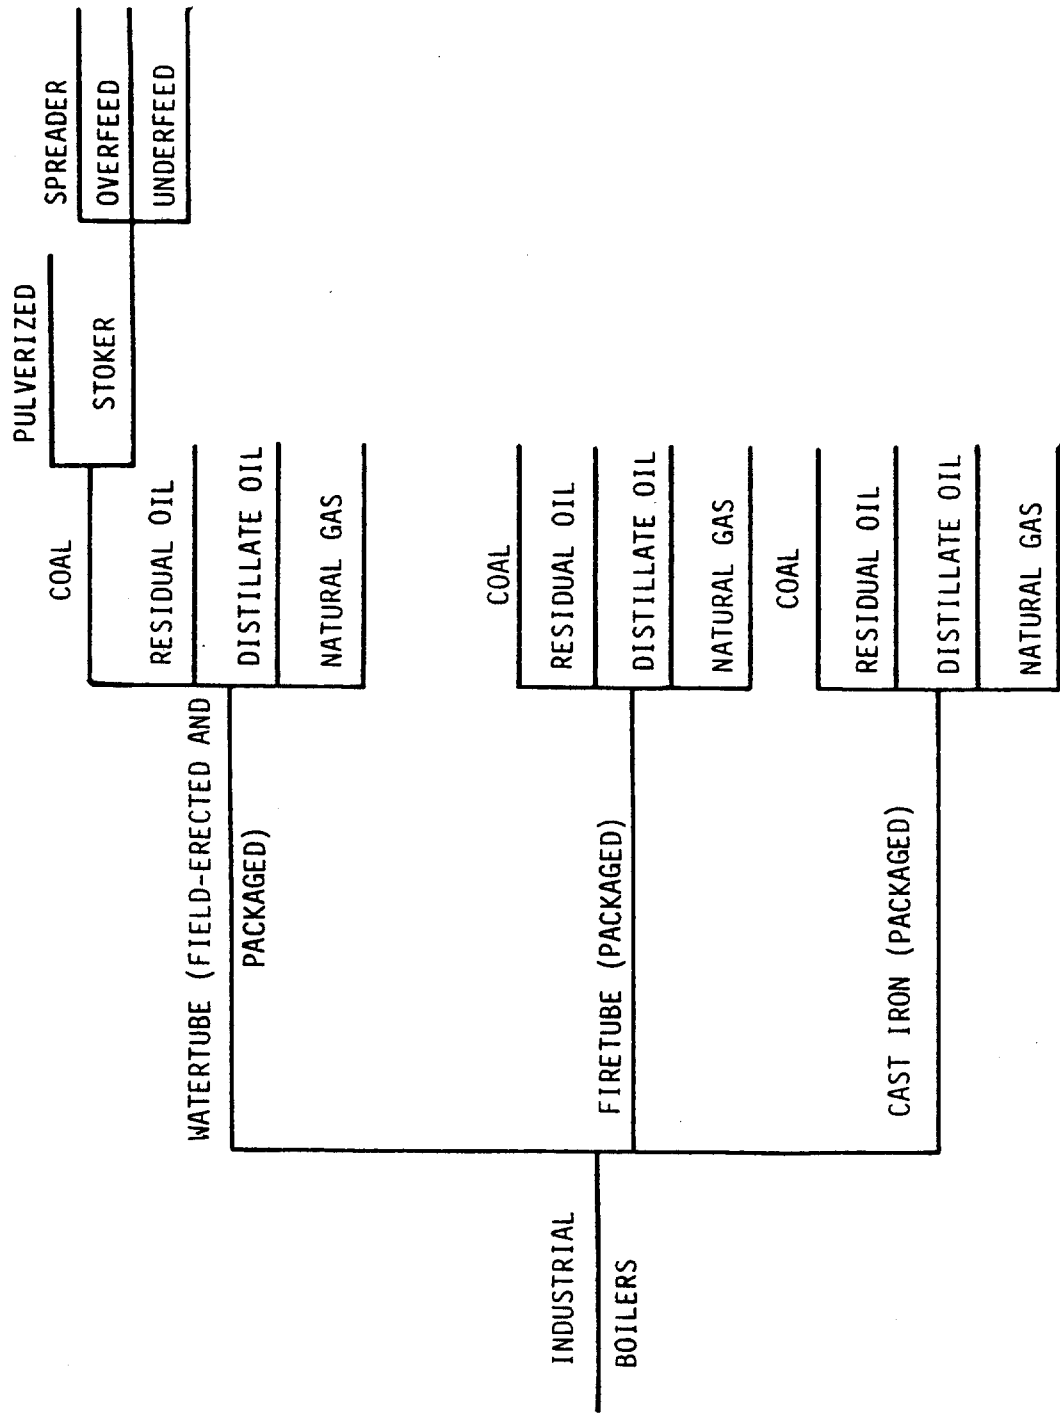 INDUSTRIAL
BOILERS
WATERTUBE (FIELD-ERECTED AND
PACKAGED)
COAL
PULVERIZED
STOKER
SPREADER
OVERFEED
UNDERFEED
RESIDUAL OIL
DISTILLATE OIL
NATURAL GAS
FIRETUBE (PACKAGED)
COAL
RESIDUAL OIL
DISTILLATE OIL
NATURAL GAS
CAST IRON (PACKAGED)
COAL
RESIDUAL OIL
DISTILLATE OIL
NATURAL GAS